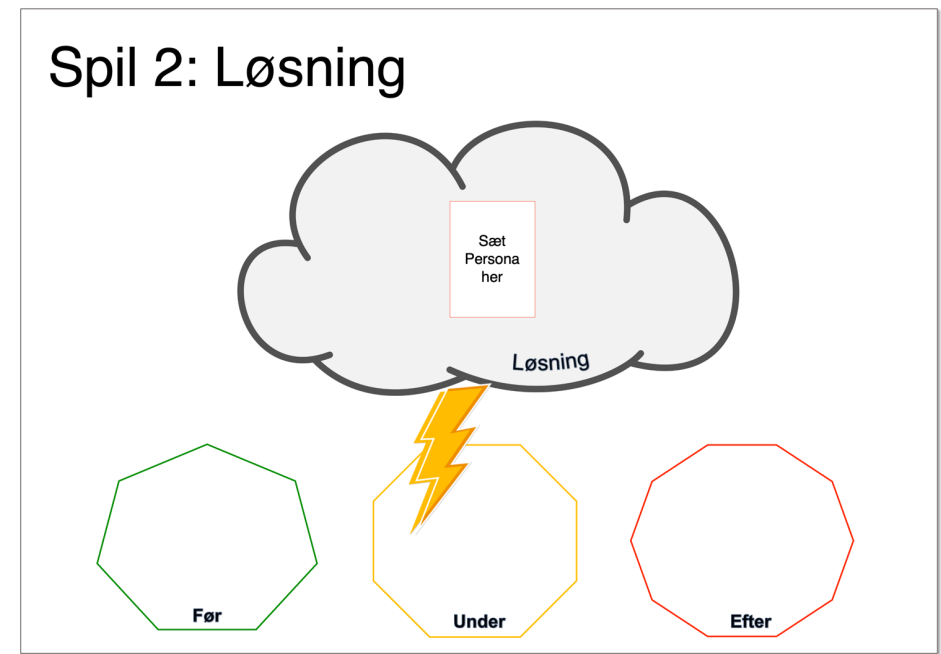 Spil 2: Løsning
Sæt
Persona
her
Løsning
Før
Under
Efter